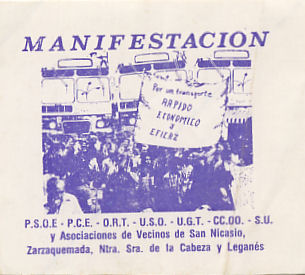 MANIFESTACION
Por un transporte
RAPIDO
ECONOMICO
y
EFICAZ
P.S.O.E - P.C.E. - O.R.T. - U.S.O. - U.G.T. - CC.OO. - S.U.
y Asociaciones de Vecinos de San Nicasio,
Zarzaquemada, Ntra. Sra. de la Cabeza y Leganés